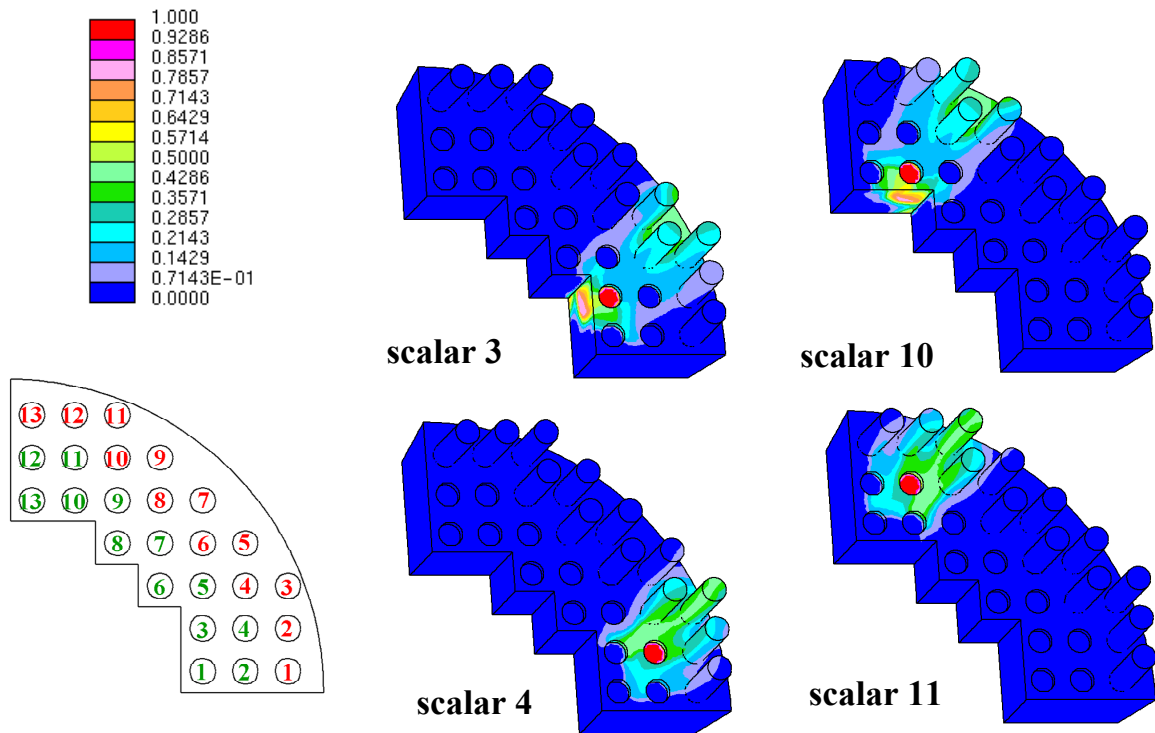 1.000
0.9286
0.8571
0.7857
0.7143
0.6429
0.5714
0.5000
0.4286
0.3571
0.2857
0.2143
0.1429
0.7143E-01
0.0000
scalar 3
scalar 10
13 12 11
12 11 10 9
13 10 9 8 7
8 7 6 5
6 5 4 3
3 4 2
1 2 1
scalar 4
scalar 11